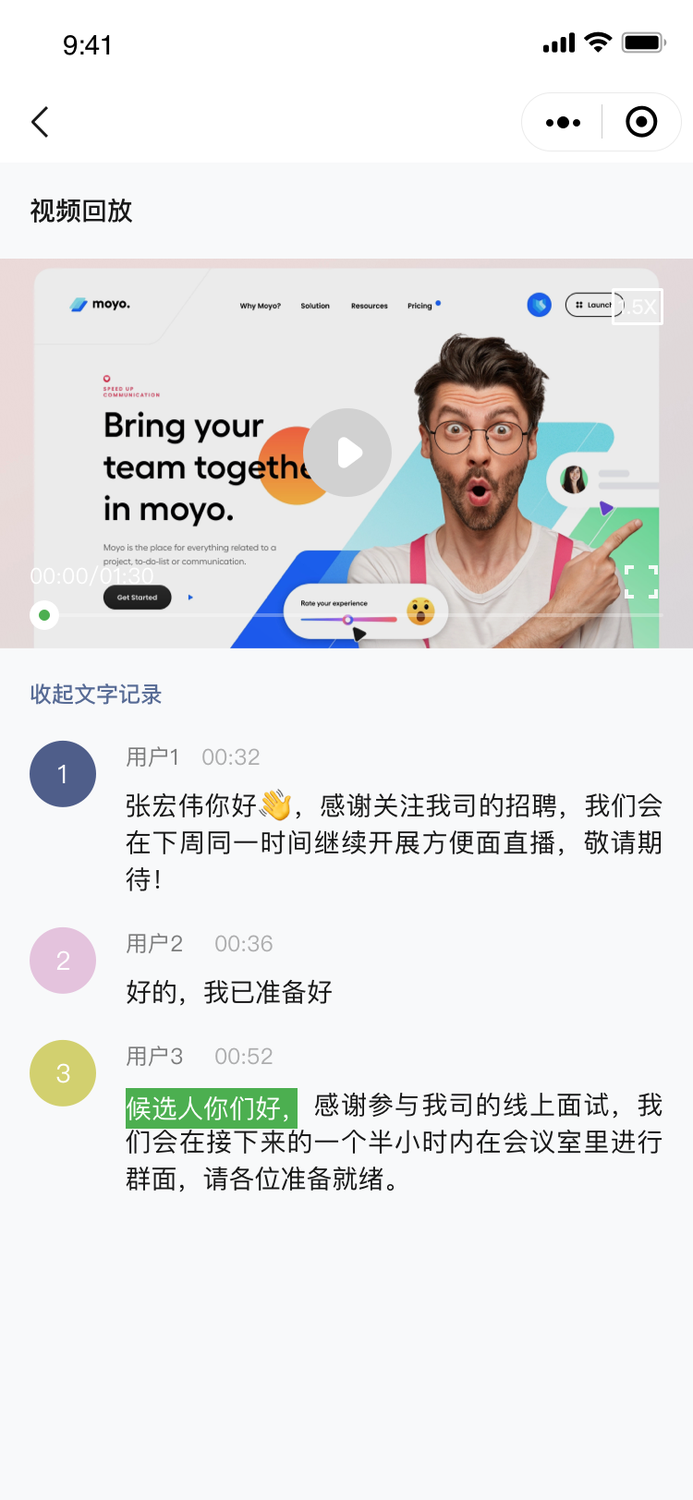 9:41
视频回放
moyo.
Why Moyo? Solution Resources Pricing
.5X
SPEED UP
COMMUNICATION
Bring your
team togethe
in moyo.
Moyo is the place for everything related to a
project, to-do-list or communication.
00:00/01:30
Get Started
Rate your experience
收起文字记录
1
用户1 00:32
张宏伟你好👋，感谢关注我司的招聘，我们会
在下周同一时间继续开展方便面直播，敬请期
待！
2
用户2 00:36
好的，我已准备好
3
用户3 00:52
候选人你们好，感谢参与我司的线上面试，我
们会在接下来的一个半小时内在会议室里进行
群面，请各位准备就绪。